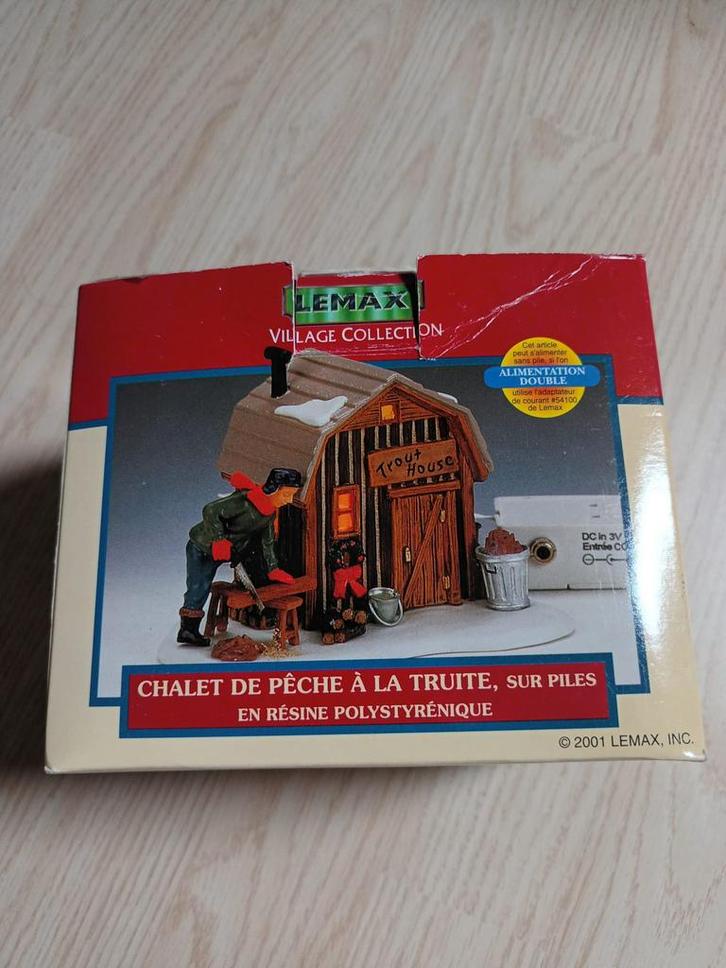 LEMAX
VILLAGE COLLECTION
Cet article
peut s'alimenter
sans pile, si l'on
ALIMENTATION
DOUBLE
utilise l'adaptateur
de courant #54100
de Lemax
Trout
House
DC in 3V
Entrée
CHALET DE PÊCHE À LA TRUITE, SUR PILES
EN RÉSINE POLYSTYRÉNIQUE
© 2001 LEMAX, INC.